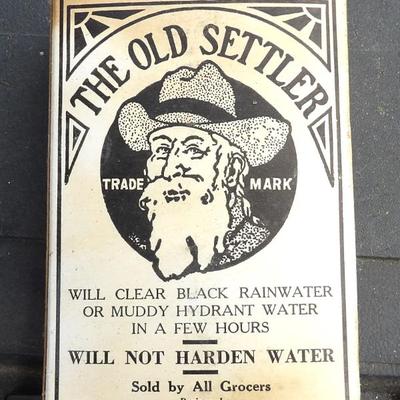 THE OLD SETTLER
TRADE MARK
WILL CLEAR BLACK RAINWATER
OR MUDDY HYDRANT WATER
IN A FEW HOURS
WILL NOT HARDEN WATER
Sold by All Grocers